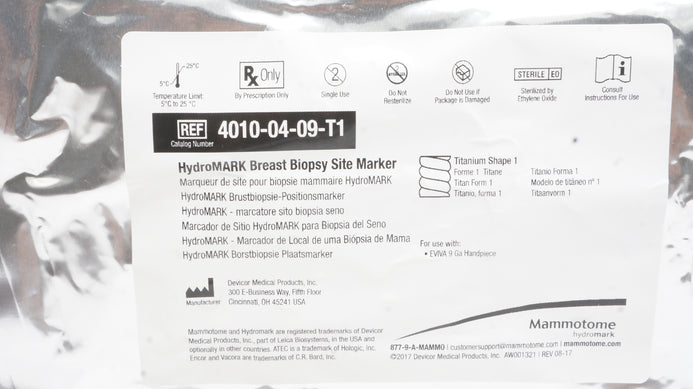 25°C
5°C
Temperature Limit:
5°C to 25 °C
Rx Only
By Prescription Only
2
Single Use
Do Not
Resterilize
Do Not Use if
Package is Damaged
STERILE EO
Sterilized by
Ethylene Oxide
i
Consult
Instructions For Use
REF 4010-04-09-T1
Catalog Number
HydroMARK Breast Biopsy Site Marker
Marqueur de site pour biopsie mammaire HydroMARK
HydroMARK Brustbiopsie-Positionsmarker
HydroMARK - marcatore sito biopsia seno
Marcador de Sitio HydroMARK para Biopsia del Seno
HydroMARK - Marcador de Local de uma Biópsia de Mama
HydroMARK Borstbiopsie Plaatsmarker
Titanium Shape 1
Forme 1 Titane Titanio Forma 1
Titan Form 1 Modelo de titâneo nº 1
Titanio, forma 1 Titaanvorm 1
For use with:
• EVIVA 9 Ga Handpiece
Manufacturer
Devicor Medical Products, Inc.
300 E-Business Way, Fifth Floor
Cincinnati, OH 45241 USA
Mammotome and Hydromark are registered trademarks of Devicor
Medical Products, Inc., part of Leica Biosystems, in the USA and
optionally in other countries. ATEC is a trademark of Hologic, Inc.
Encor and Vacora are trademarks of C.R. Bard, Inc.
Mammotome
hydromark
877-9-A-MAMMO | customersupport@mammotome.com | mammotome.com
©2017 Devicor Medical Products, Inc. AW001321 | REV 08-17